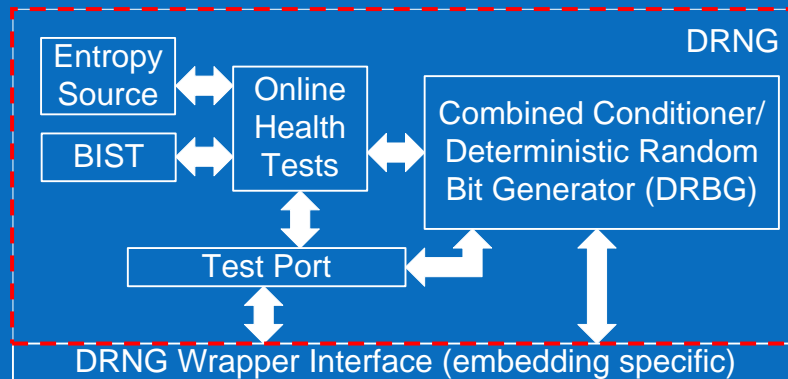 DRNG
Entropy
Source
BIST
Online
Health
Tests
Combined Conditioner/
Deterministic Random
Bit Generator (DRBG)
Test Port
DRNG Wrapper Interface (embedding specific)